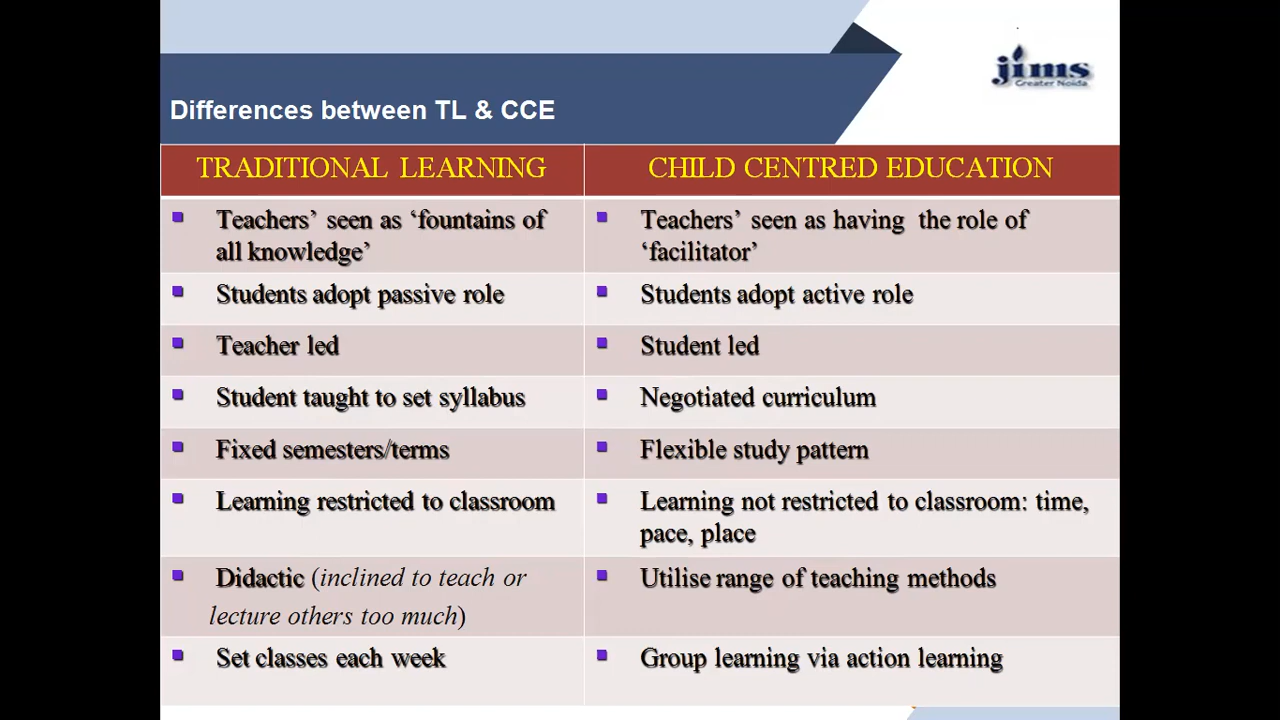 jims
Greater Noida
Differences between TL & CCE
TRADITIONAL LEARNING
CHILD CENTRED EDUCATION
Teachers’ seen as ‘fountains of
all knowledge’
Teachers’ seen as having the role of
‘facilitator’
Students adopt passive role
Students adopt active role
Teacher led
Student led
Student taught to set syllabus
Negotiated curriculum
Fixed semesters/terms
Flexible study pattern
Learning restricted to classroom
Learning not restricted to classroom: time,
pace, place
Didactic (inclined to teach or
lecture others too much)
Utilise range of teaching methods
Set classes each week
Group learning via action learning